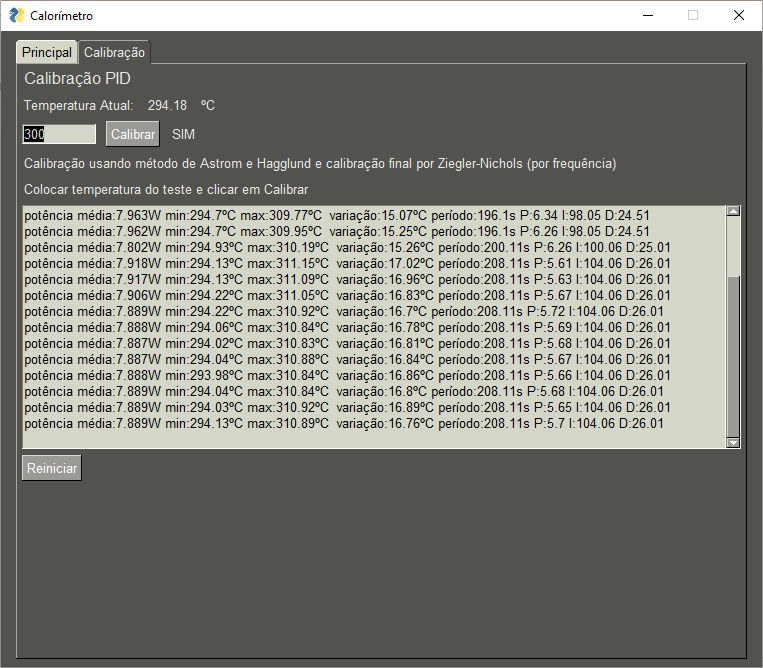 Calorímetro
Principal Calibração
Calibração PID
Temperatura Atual: 294.18 ºC
300 Calibrar SIM
Calibração usando método de Astrom e Hagglund e calibração final por Ziegler-Nichols (por frequência)
Colocar temperatura do teste e clicar em Calibrar
potência média:7.963W min:294.7ºC max:309.77ºC variação:15.07ºC período:196.1s P:6.34 I:98.05 D:24.51
potência média:7.962W min:294.7ºC max:309.95ºC variação:15.25ºC período:196.1s P:6.26 I:98.05 D:24.51
potência média:7.802W min:294.93ºC max:310.19ºC variação:15.26ºC período:200.11s P:6.26 I:100.06 D:25.01
potência média:7.918W min:294.13ºC max:311.15ºC variação:17.02ºC período:208.11s P:5.61 I:104.06 D:26.01
potência média:7.917W min:294.13ºC max:311.09ºC variação:16.96ºC período:208.11s P:5.63 I:104.06 D:26.01
potência média:7.906W min:294.22ºC max:311.05ºC variação:16.83ºC período:208.11s P:5.67 I:104.06 D:26.01
potência média:7.889W min:294.22ºC max:310.92ºC variação:16.7ºC período:208.11s P:5.72 I:104.06 D:26.01
potência média:7.888W min:294.06ºC max:310.84ºC variação:16.78ºC período:208.11s P:5.69 I:104.06 D:26.01
potência média:7.887W min:294.02ºC max:310.83ºC variação:16.81ºC período:208.11s P:5.68 I:104.06 D:26.01
potência média:7.887W min:294.04ºC max:310.88ºC variação:16.84ºC período:208.11s P:5.67 I:104.06 D:26.01
potência média:7.888W min:293.98ºC max:310.84ºC variação:16.86ºC período:208.11s P:5.66 I:104.06 D:26.01
potência média:7.889W min:294.04ºC max:310.84ºC variação:16.8ºC período:208.11s P:5.68 I:104.06 D:26.01
potência média:7.889W min:294.03ºC max:310.92ºC variação:16.89ºC período:208.11s P:5.65 I:104.06 D:26.01
potência média:7.889W min:294.13ºC max:310.89ºC variação:16.76ºC período:208.11s P:5.7 I:104.06 D:26.01
Reiniciar